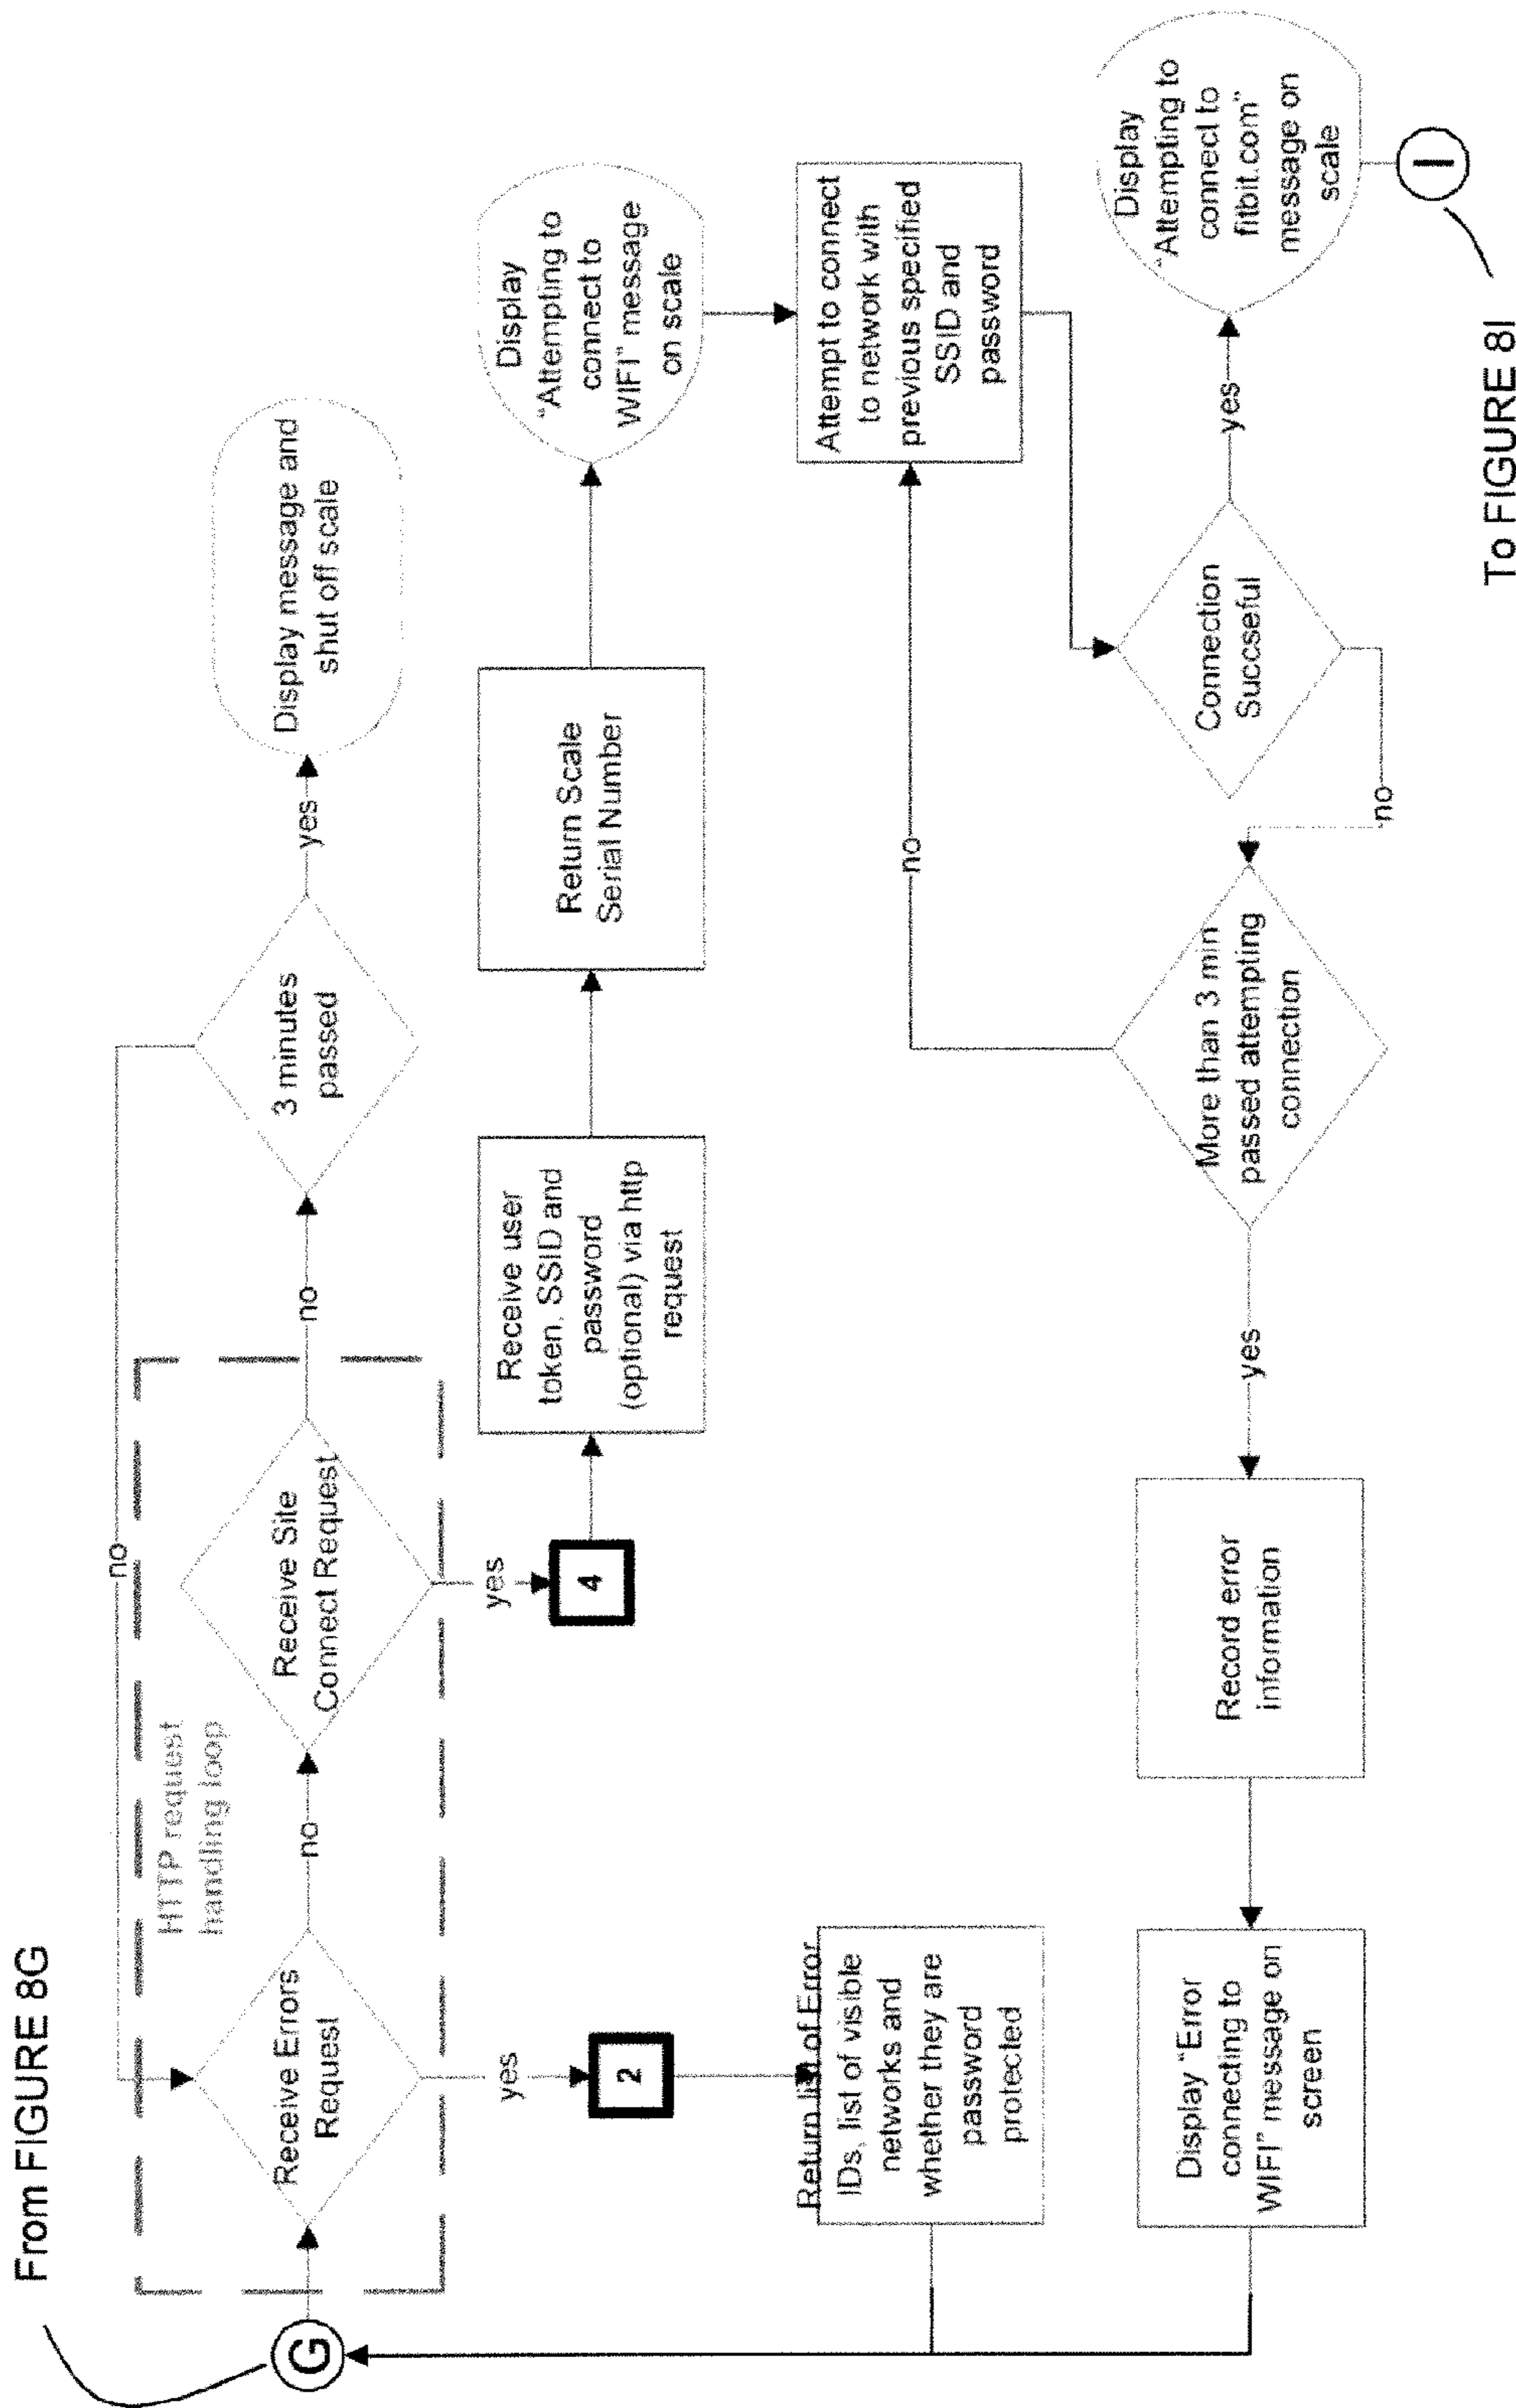 From FIGURE 8G
G
HTTP request
handling loop
Receive Errors
Request
no
Receive Site
Connect Request
no
3 minutes
passed
no
yes
Display message and
shut off scale
yes
2
yes
4
Receive user
token, SSID and
password
(optional) via http
request
Return Scale
Serial Number
Display
"Attempting to
connect to
WIFI" message
on scale
Return list of Error
IDs, list of visible
networks and
whether they are
password
protected
no
Attempt to connect
to network with
previous specified
SSID and
password
Display "Error
connecting to
WIFI" message on
screen
Record error
information
yes
More than 3 min
passed attempting
connection
no
Connection
Succseful
yes
Display
"Attempting to
connect to
fitbit.com"
message on
scale
I
To FIGURE 8I